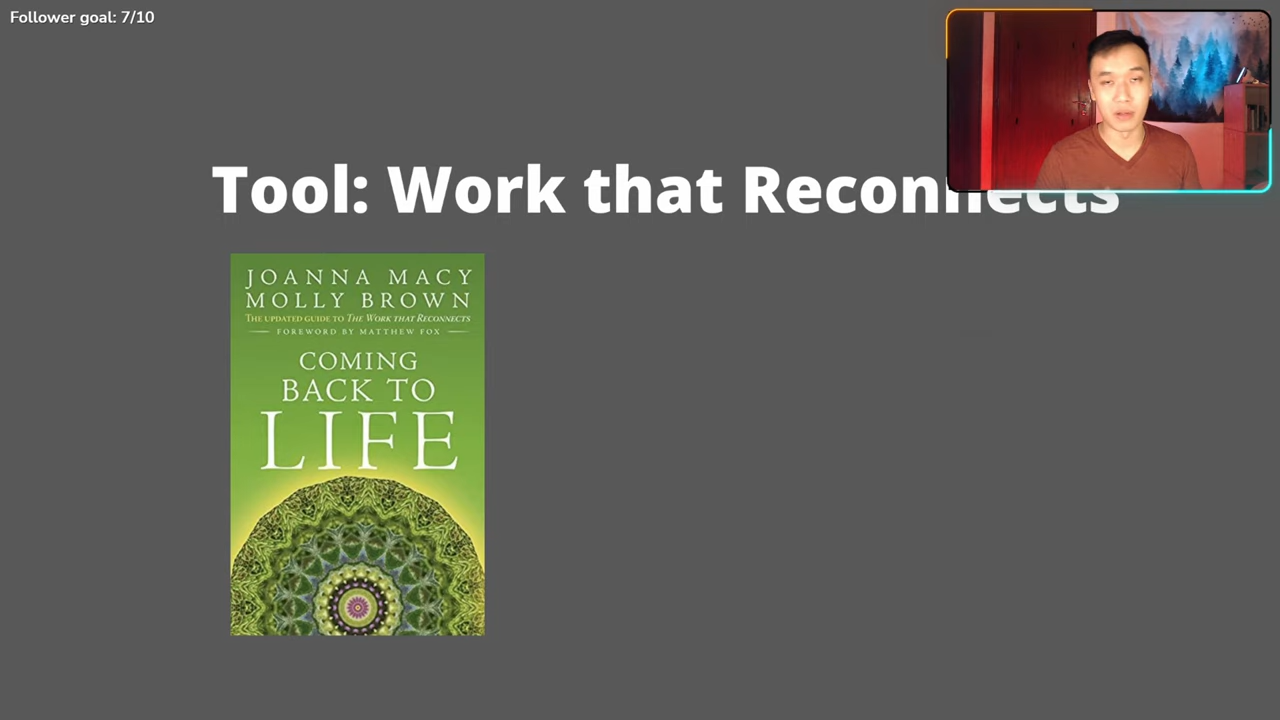 Follower goal: 7/10
Tool: Work that Reconnects
JOANNA MACY
MOLLY BROWN
THE UPDATED GUIDE TO THE WORK THAT RECONNECTS
FOREWORD BY MATTHEW FOX
COMING
BACK TO
LIFE